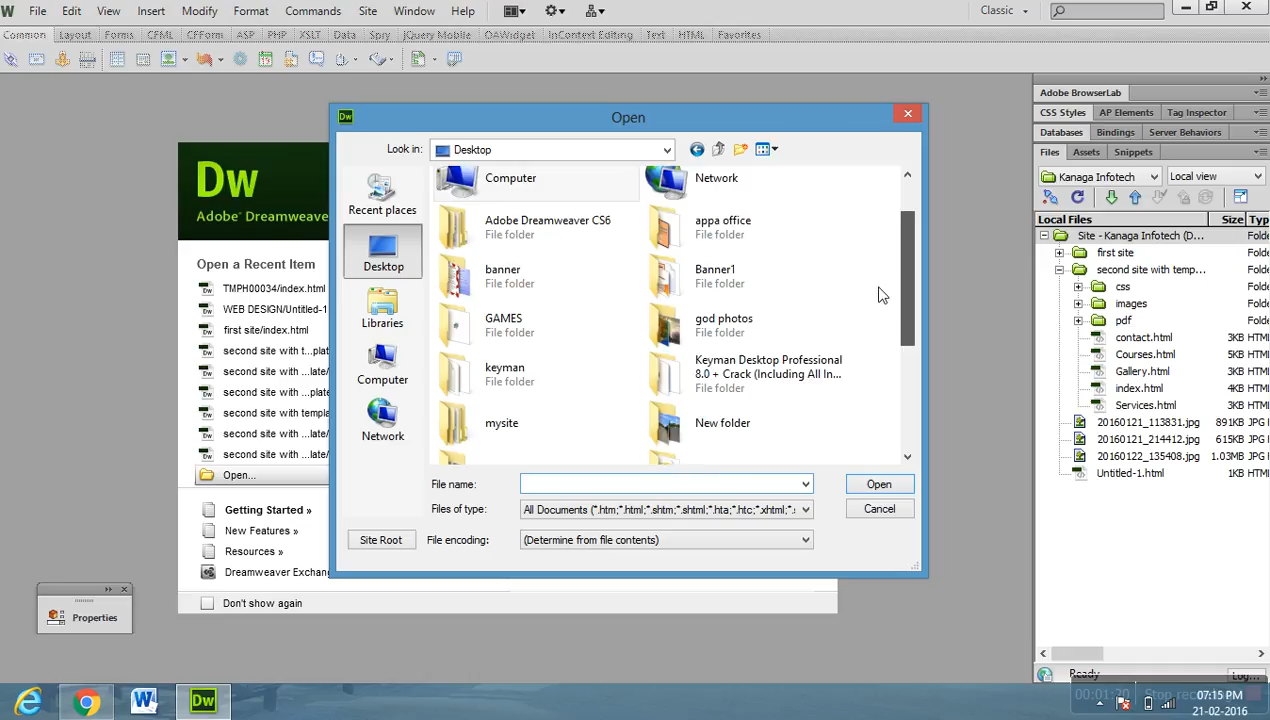 File Edit View Insert Modify Format Commands Site Window Help Classic
Common Layout Forms CFML CFForm ASP PHP XSLT Data Spry jQuery Mobile InContext Editing Text HTML Favorites
Dw
Adobe® Dreamweave
Open a Recent Item
TMPH00034/index.html
WEB DESIGN/Untitled-1
first site/index.html
second site with t...plat
second site with t...plat
second site with t...late/
second site with templa
second site with ...late/
second site with ...late/
Open...
Getting Started »
New Features »
Resources »
Dreamweaver Exchan
Don't show again
Properties
Dw
Open
Look in: Desktop
Recent places
Desktop
Libraries
Computer
Network
Computer
Network
Adobe Dreamweaver CS6
File folder
appa office
File folder
banner
File folder
Banner1
File folder
GAMES
File folder
god photos
File folder
keyman
File folder
Keyman Desktop Professional
8.0 + Crack (Including All In...
File folder
mysite
New folder
File name:
Open
Files of type: All Documents (*.htm;*.html;*.shtm;*.shtml;*.hta;*.htc;*.xhtml;*.
Cancel
Site Root
File encoding: (Determine from file contents)
Adobe BrowserLab
CSS Styles AP Elements Tag Inspector
Databases Bindings Server Behaviors
Files Assets Snippets
Kanaga Infotech Local view
Local Files Size Typ
Site - Kanaga Infotech (D... Folde
first site Folde
second site with temp... Folde
css Folde
images Folde
pdf Folde
contact.html 3KB HTM
Courses.html 3KB HTM
Gallery.html 3KB HTM
index.html 4KB HTM
Services.html 3KB HTM
20160121_113831.jpg 891KB JPG I
20160121_214412.jpg 615KB JPG I
20160122_135408.jpg 1.03MB JPG I
Untitled-1.html 1KB HTM
Ready Log...
00:01:20 Stop recor
07:15 PM
21-02-2016
Dw